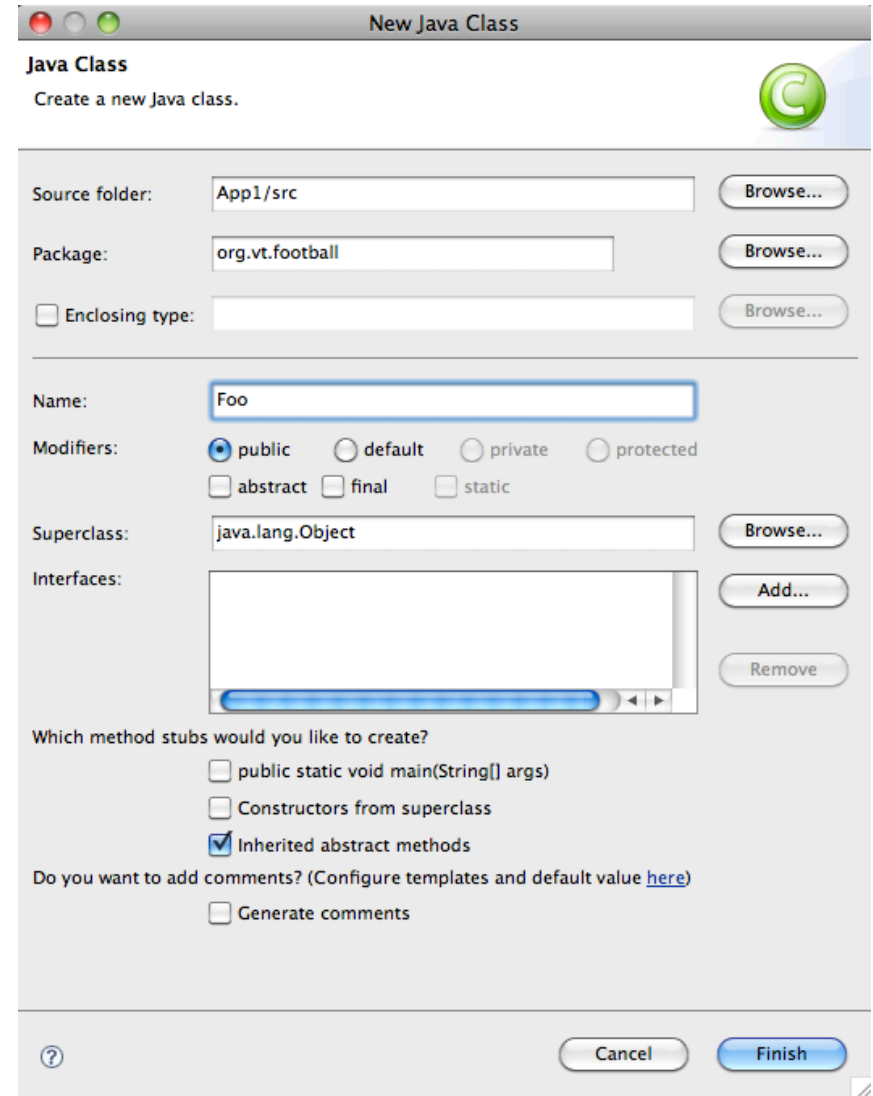 New Java Class
Java Class
Create a new Java class.
C
Source folder: App1/src Browse...
Package: org.vt.football Browse...
Enclosing type: Browse...
Name: Foo
Modifiers: public default private protected
abstract final static
Superclass: java.lang.Object Browse...
Interfaces: Add...
Remove
Which method stubs would you like to create?
public static void main(String[] args)
Constructors from superclass
Inherited abstract methods
Do you want to add comments? (Configure templates and default value here)
Generate comments
? Cancel Finish